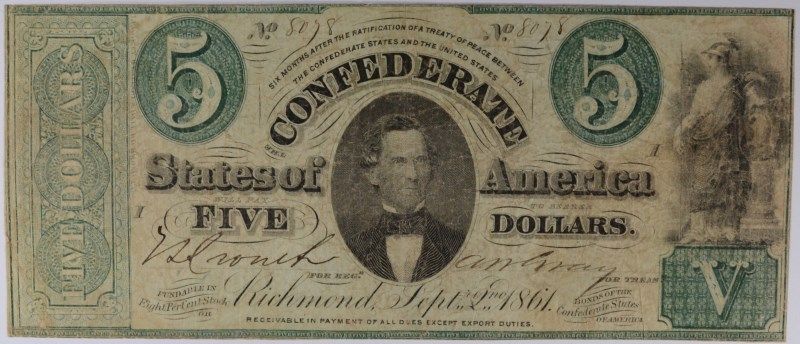 No 8078
No 8078
5
5
SIX MONTHS AFTER THE RATIFICATION OF A TREATY OF PEACE BETWEEN
THE CONFEDERATE STATES AND THE UNITED STATES
THE
CONFEDERATE
States of America
A
WILL PAY TO BEARER
1
FIVE DOLLARS.
FOR REG.
FOR TREAS
Richmond, Sept. 2nd 1861.
FUNDABLE IN
Eight Per Cent Stock
OR
BONDS OF THE
Confederate States
OF AMERICA
RECEIVABLE IN PAYMENT OF ALL DUES EXCEPT EXPORT DUTIES.
FIVE DOLLARS
V